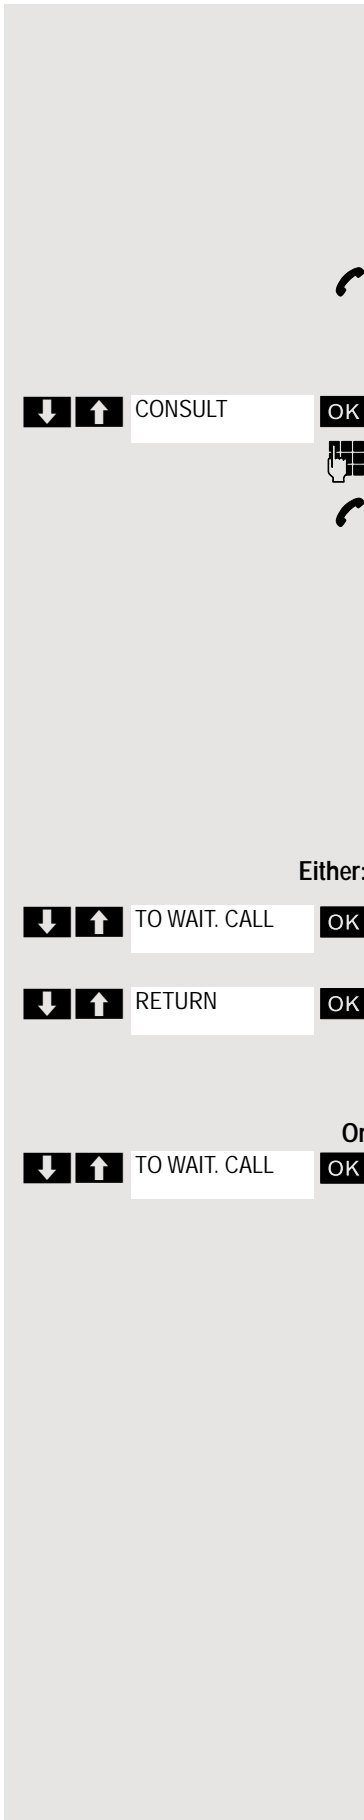 CONSULT OK
Either:
TO WAIT. CALL OK
RETURN OK
Or
TO WAIT. CALL OK